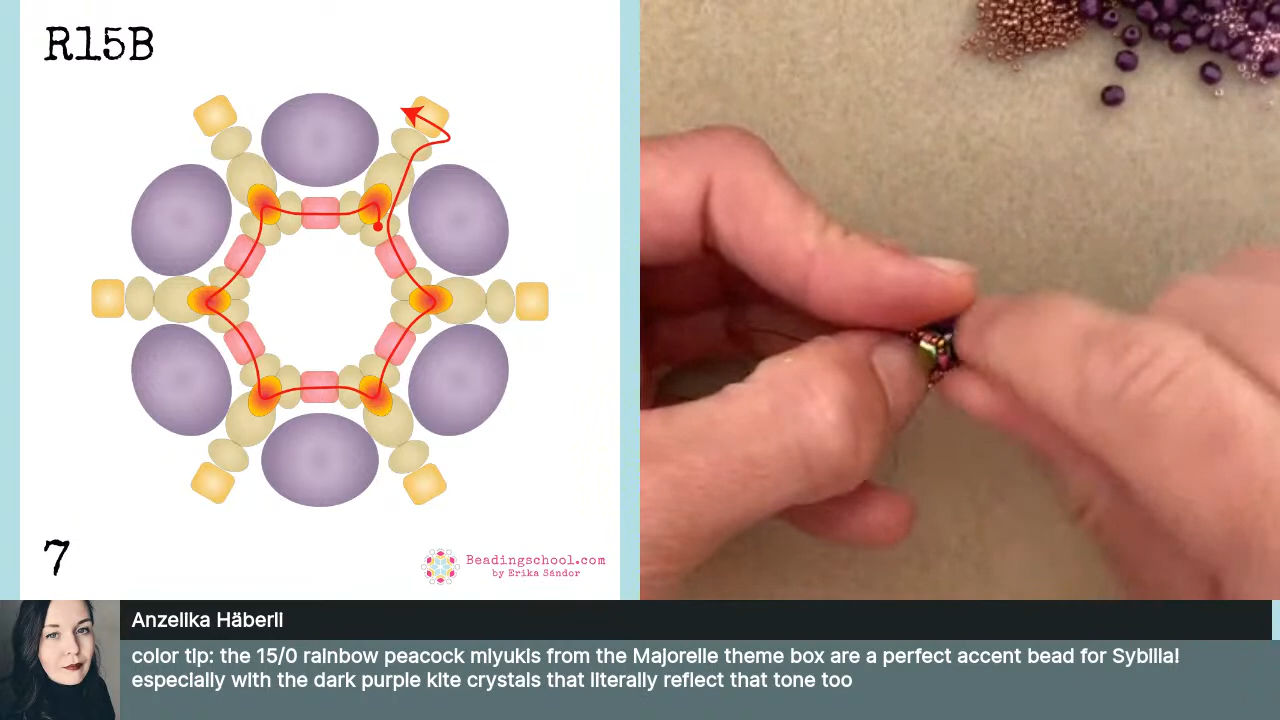 R15B
7
Beadingschool.com
by Erika Sándor
Anzelika Häberli
color tip: the 15/0 rainbow peacock miyukis from the Majorelle theme box are a perfect accent bead for Sybilla!
especially with the dark purple kite crystals that literally reflect that tone too